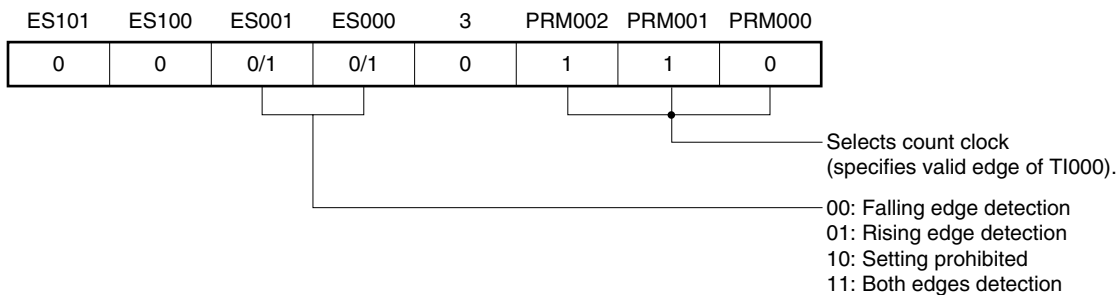 ES101 ES100 ES001 ES000 3 PRM002 PRM001 PRM000
0 0 0/1 0/1 0 1 1 0
Selects count clock
(specifies valid edge of TI000).
00: Falling edge detection
01: Rising edge detection
10: Setting prohibited
11: Both edges detection